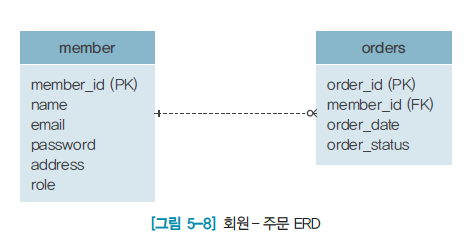 member
member_id (PK)
name
email
password
address
role
orders
order_id (PK)
member_id (FK)
order_date
order_status
[그림 5-8] 회원 – 주문 ERD